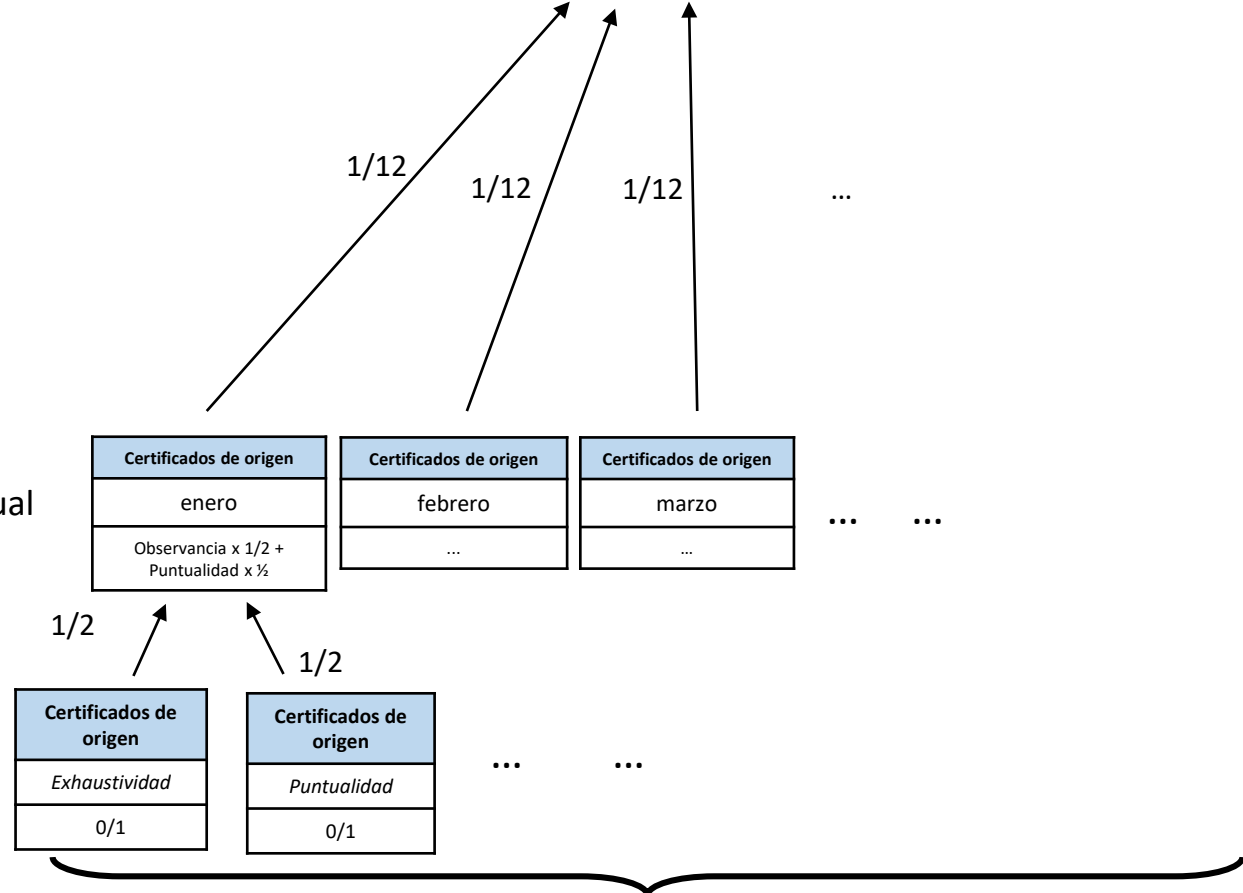 1/12
1/12
1/12
...
Certificados de origen
Certificados de origen
Certificados de origen
ual
enero
febrero
marzo
...
...
Observancia x 1/2 +
Puntualidad x ½
...
...
1/2
1/2
Certificados de
origen
Certificados de
origen
Exhaustividad
Puntualidad
...
...
0/1
0/1